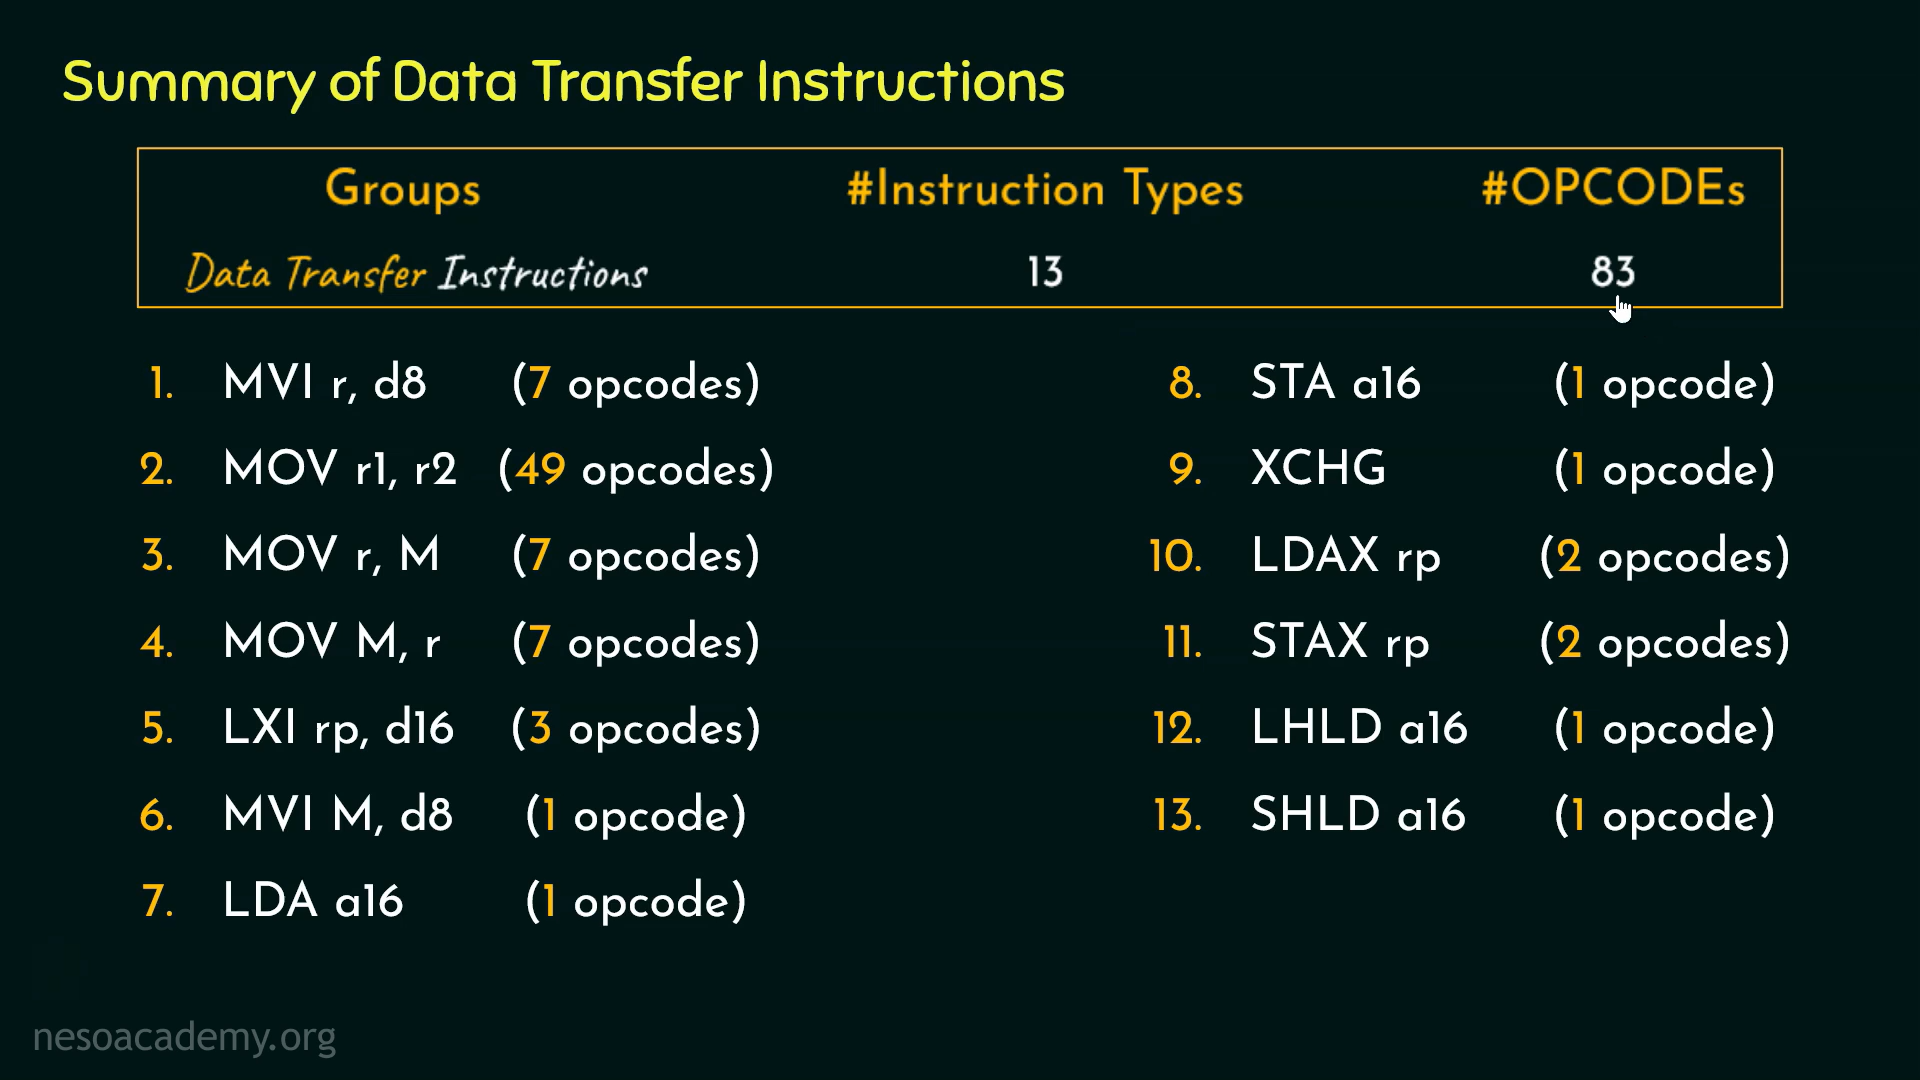 Summary of Data Transfer Instructions
Groups #Instruction Types #OPCODEs
Data Transfer Instructions 13 83
1. MVI r, d8 (7 opcodes)
2. MOV r1, r2 (49 opcodes)
3. MOV r, M (7 opcodes)
4. MOV M, r (7 opcodes)
5. LXI rp, d16 (3 opcodes)
6. MVI M, d8 (1 opcode)
7. LDA a16 (1 opcode)
8. STA a16 (1 opcode)
9. XCHG (1 opcode)
10. LDAX rp (2 opcodes)
11. STAX rp (2 opcodes)
12. LHLD a16 (1 opcode)
13. SHLD a16 (1 opcode)
nesoacademy.org